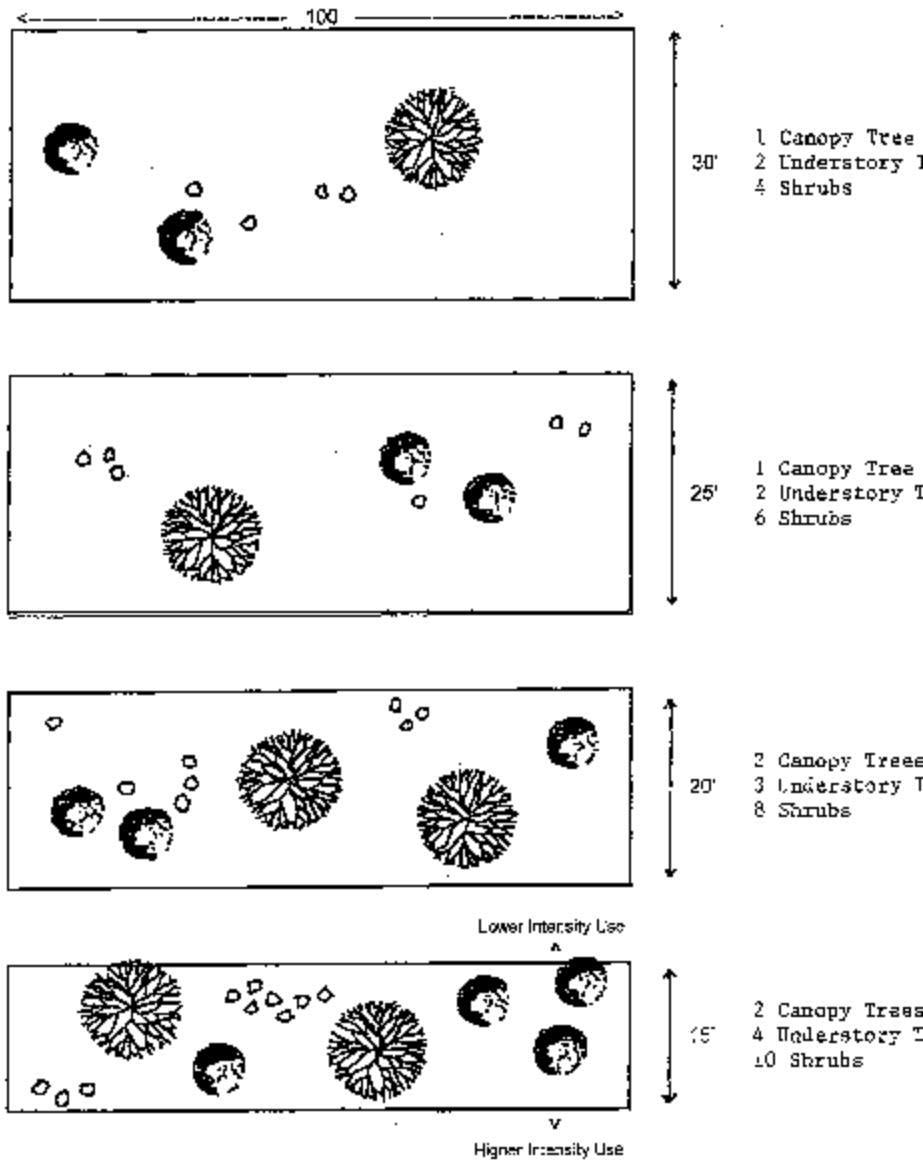 100
30'
1 Canopy Tree
2 Understory T
4 Shrubs
25'
1 Canopy Tree
2 Understory T
6 Shrubs
20'
2 Canopy Trees
3 Understory T
8 Shrubs
Lower Intensity Use
15'
2 Canopy Trees
4 Understory T
10 Shrubs
Higher Intensity Use